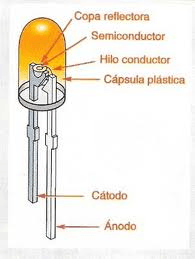 Copa reflectora
Semiconductor
Hilo conductor
Cápsula plástica
Cátodo
Ánodo